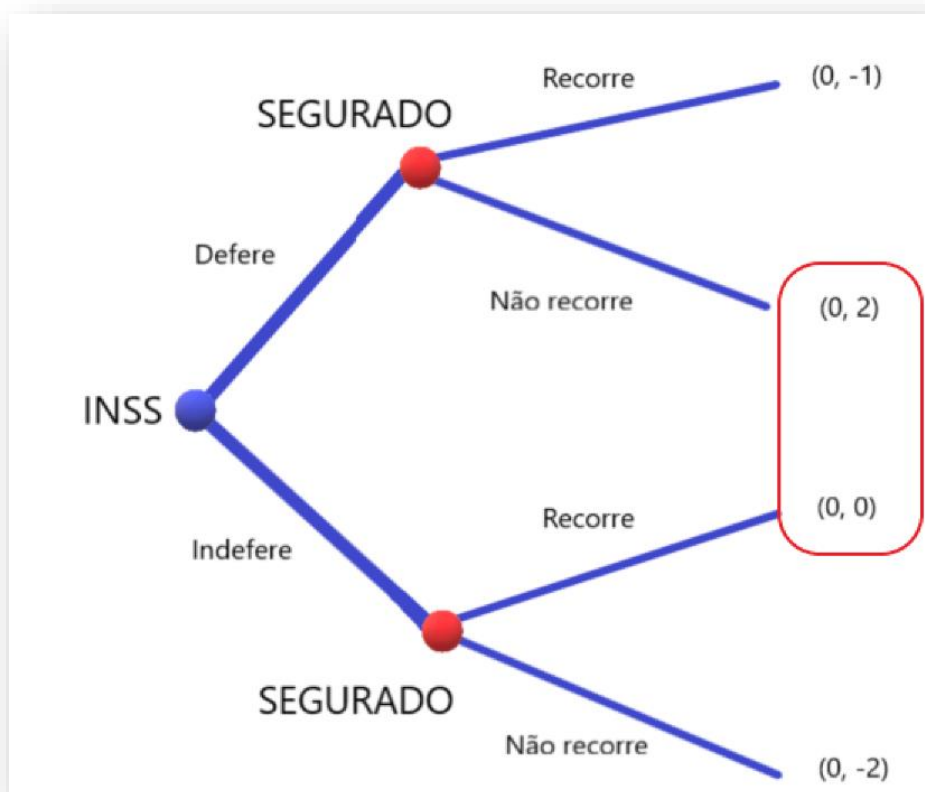 Recorre
(0, -1)
SEGURADO
Defere
Não recorre
(0, 2)
INSS
Recorre
(0, 0)
Indefere
SEGURADO
Não recorre
(0, -2)